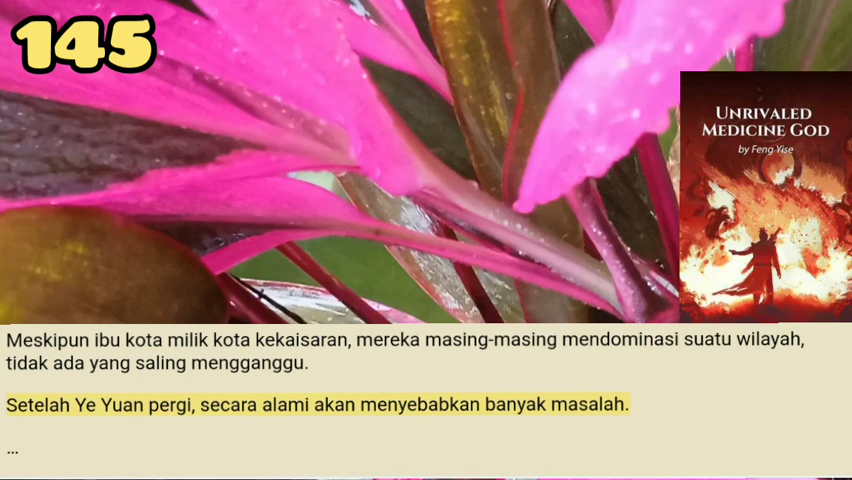 145
UNRIVALED
MEDICINE GOD
by Feng Yise
Meskipun ibu kota milik kota kekaisaran, mereka masing-masing mendominasi suatu wilayah,
tidak ada yang saling mengganggu.
Setelah Ye Yuan pergi, secara alami akan menyebabkan banyak masalah.
...